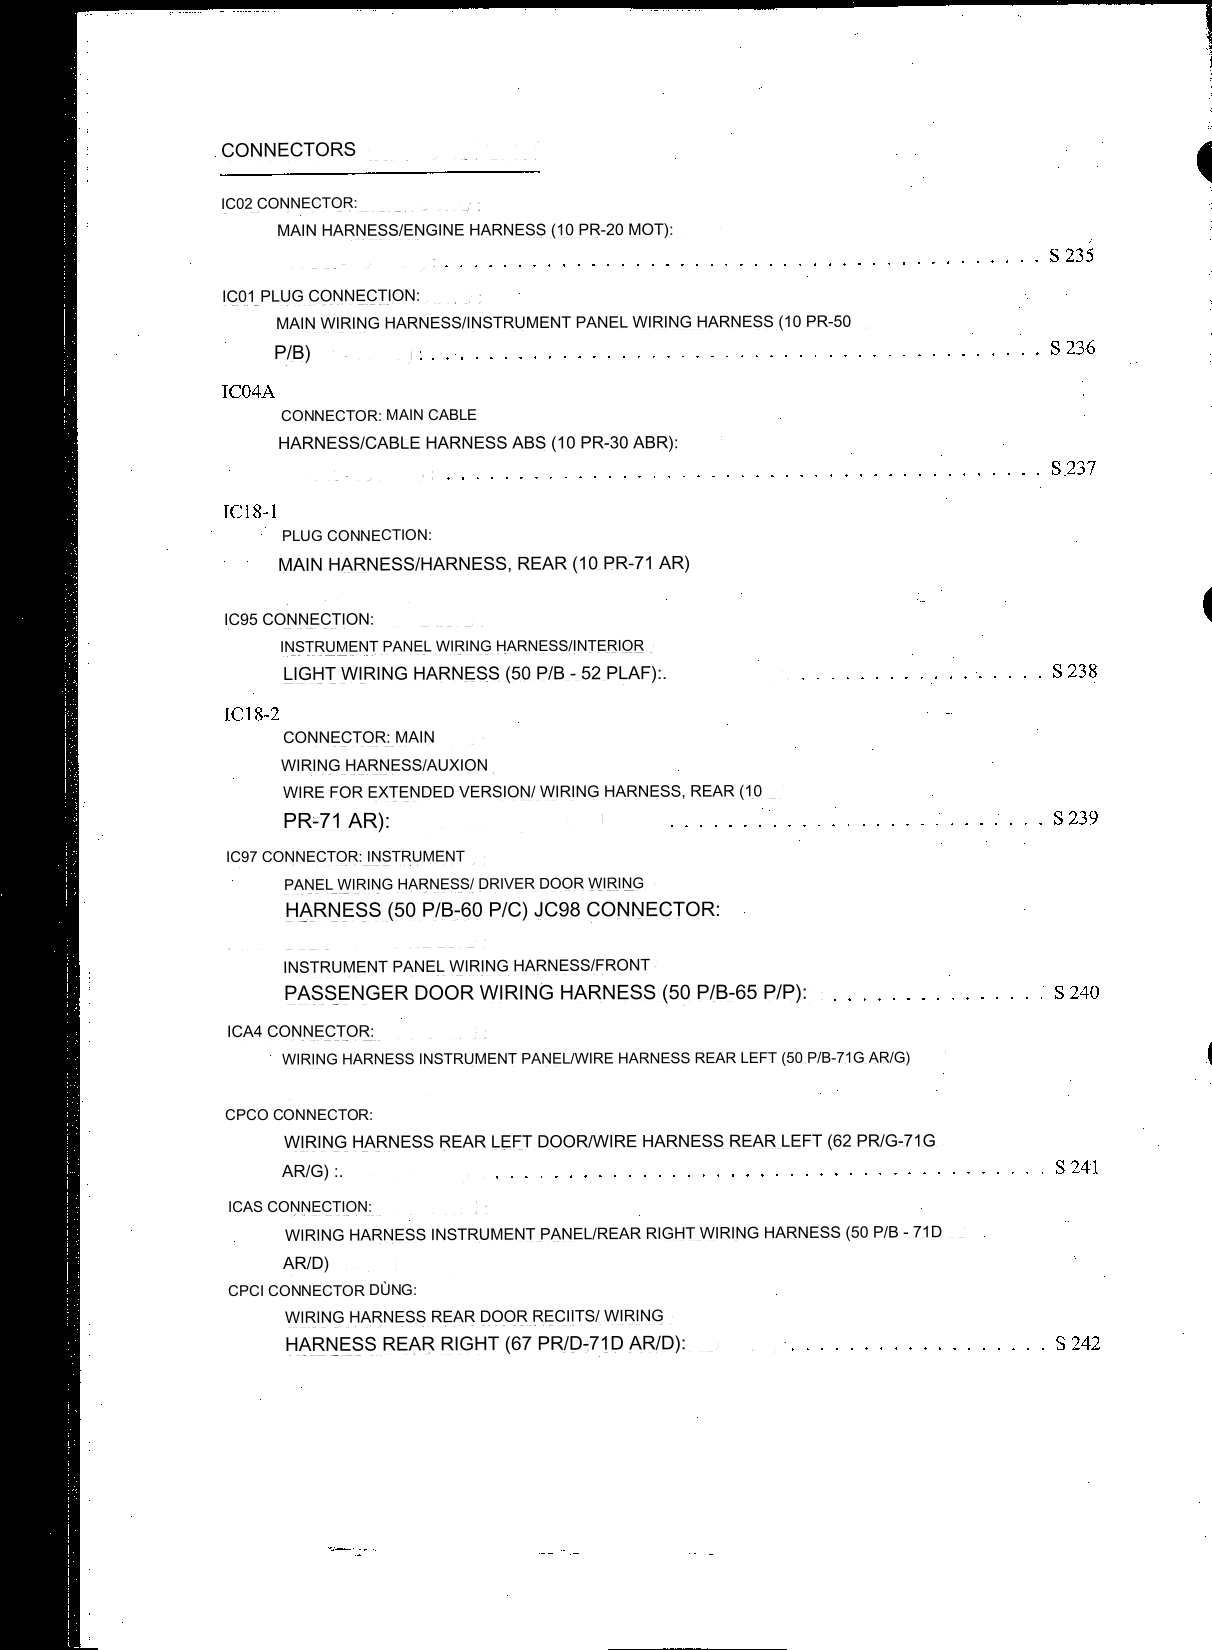 CONNECTORS
IC02 CONNECTOR:
MAIN HARNESS/ENGINE HARNESS (10 PR-20 MOT):
S 235
IC01 PLUG CONNECTION:
MAIN WIRING HARNESS/INSTRUMENT PANEL WIRING HARNESS (10 PR-50
P/B) : . . . . . . . . . . . . . . . . . . . . . . . . . . . . . . . . . . . . . . . . . . S 236
IC04A
CONNECTOR: MAIN CABLE
HARNESS/CABLE HARNESS ABS (10 PR-30 ABR):
S 237
IC18-1
PLUG CONNECTION:
MAIN HARNESS/HARNESS, REAR (10 PR-71 AR)
IC95 CONNECTION:
INSTRUMENT PANEL WIRING HARNESS/INTERIOR
LIGHT WIRING HARNESS (50 P/B - 52 PLAF):. . . . . . . . . . . . . . . . . . S 238
IC18-2
CONNECTOR: MAIN
WIRING HARNESS/AUXION
WIRE FOR EXTENDED VERSION/ WIRING HARNESS, REAR (10
PR-71 AR): . . . . . . . . . . . . . . . . . . . . . . . . . . S 239
IC97 CONNECTOR: INSTRUMENT
PANEL WIRING HARNESS/ DRIVER DOOR WIRING
HARNESS (50 P/B-60 P/C) JC98 CONNECTOR:
INSTRUMENT PANEL WIRING HARNESS/FRONT
PASSENGER DOOR WIRING HARNESS (50 P/B-65 P/P): . . . . . . . . . . . . . . . S 240
ICA4 CONNECTOR:
WIRING HARNESS INSTRUMENT PANEL/WIRE HARNESS REAR LEFT (50 P/B-71G AR/G)
CPCO CONNECTOR:
WIRING HARNESS REAR LEFT DOOR/WIRE HARNESS REAR LEFT (62 PR/G-71G
AR/G) :. . . . . . . . . . . . . . . . . . . . . . . . . . . . . . . . . . . . . . . S 241
ICAS CONNECTION:
WIRING HARNESS INSTRUMENT PANEL/REAR RIGHT WIRING HARNESS (50 P/B - 71D
AR/D)
CPCI CONNECTOR DÙNG:
WIRING HARNESS REAR DOOR RECIITS/ WIRING
HARNESS REAR RIGHT (67 PR/D-71D AR/D): . . . . . . . . . . . . . . . . . . S 242